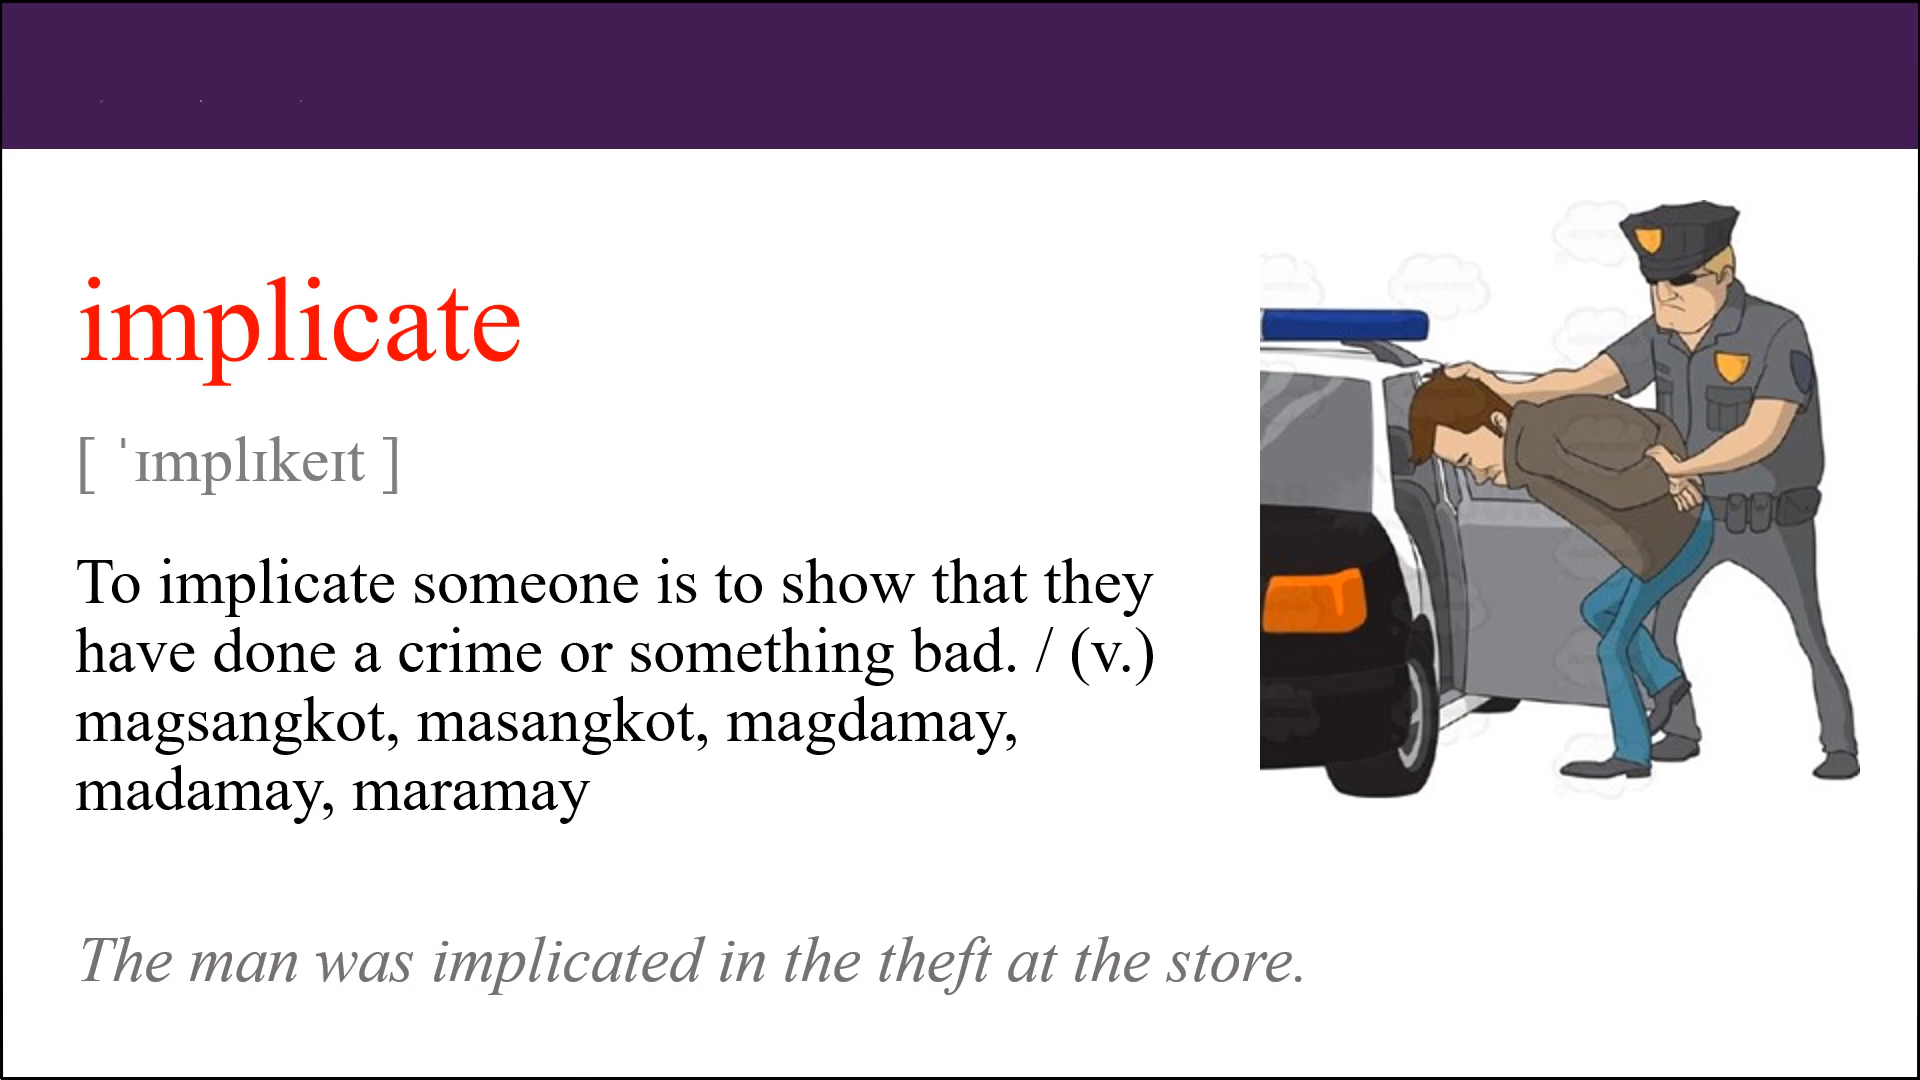 implicate
[ ˈɪmplɪkeɪt ]
To implicate someone is to show that they
have done a crime or something bad. / (v.)
magsangkot, masangkot, magdamay,
madamay, maramay
The man was implicated in the theft at the store.